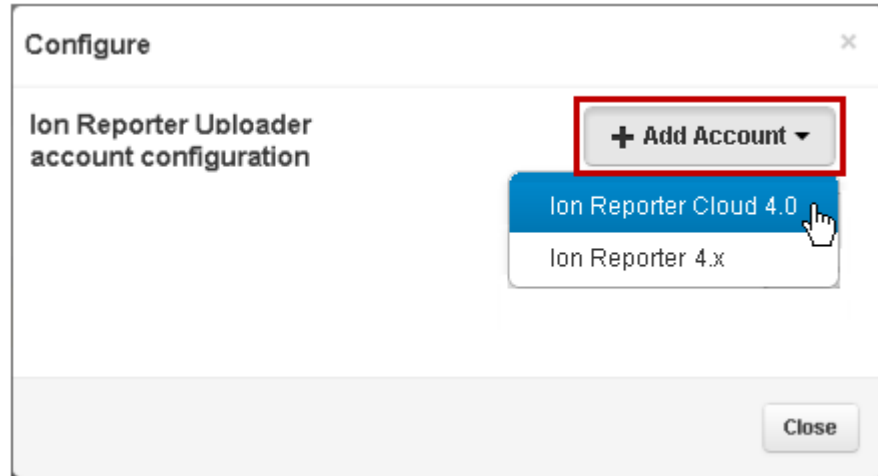 Configure
×
Ion Reporter Uploader
account configuration
+ Add Account
Ion Reporter Cloud 4.0
Ion Reporter 4.x
Close